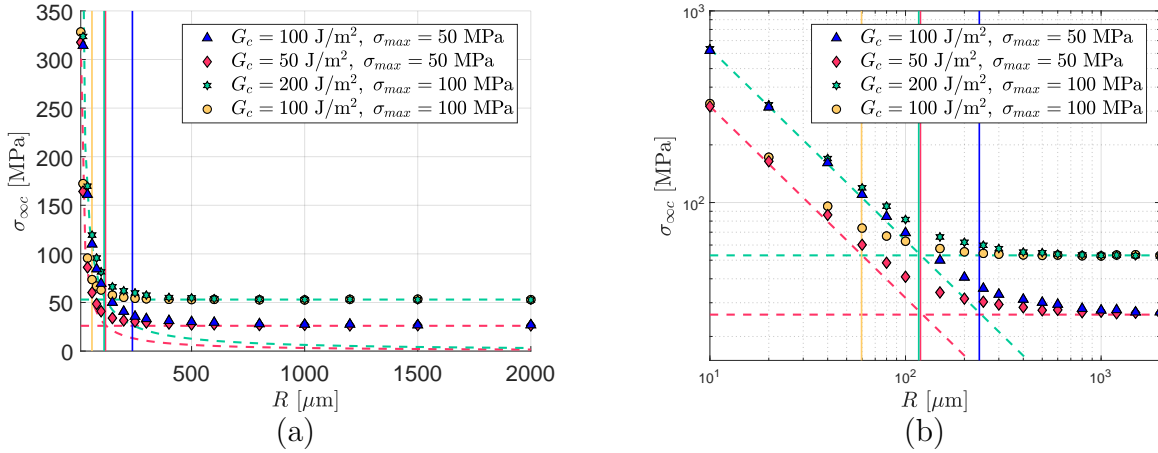 350
300
250
200
150
100
50
0
σ∞c [MPa]
500
1000
1500
2000
R [μm]
Gc = 100 J/m², σmax = 50 MPa
Gc = 50 J/m², σmax = 50 MPa
Gc = 200 J/m², σmax = 100 MPa
Gc = 100 J/m², σmax = 100 MPa
(a)
10²
σ∞c [MPa]
10¹
10²
10³
R [μm]
Gc = 100 J/m², σmax = 50 MPa
Gc = 50 J/m², σmax = 50 MPa
Gc = 200 J/m², σmax = 100 MPa
Gc = 100 J/m², σmax = 100 MPa
(b)